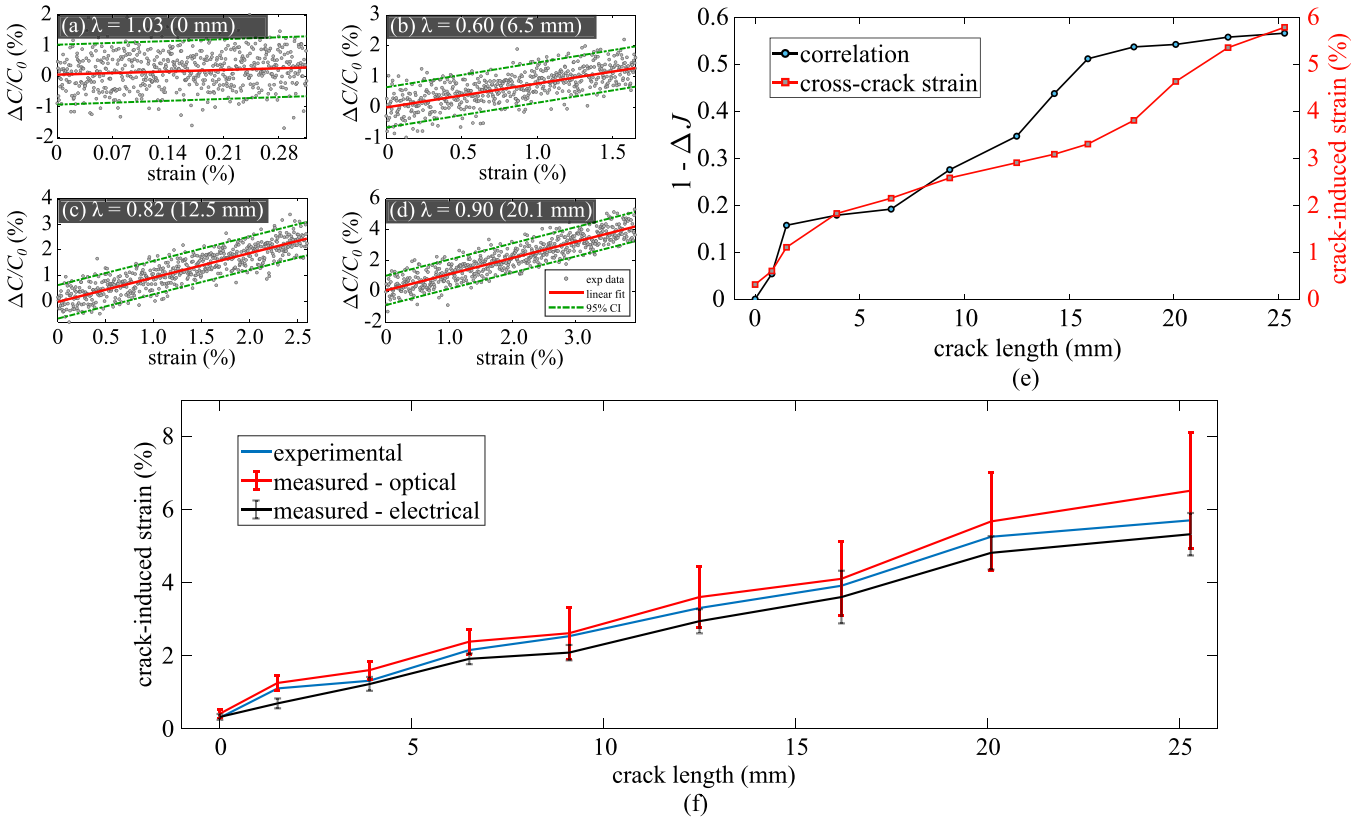 (a) λ = 1.03 (0 mm)
ΔC/C0 (%)
2
1
0
-1
-2
0 0.07 0.14 0.21 0.28
strain (%)
(b) λ = 0.60 (6.5 mm)
ΔC/C0 (%)
3
2
1
0
-1
0 0.5 1.0 1.5
strain (%)
(c) λ = 0.82 (12.5 mm)
ΔC/C0 (%)
4
3
2
1
0
0 0.5 1.0 1.5 2.0 2.5
strain (%)
(d) λ = 0.90 (20.1 mm)
ΔC/C0 (%)
6
4
2
0
-2
exp data
linear fit
95% CI
0 1.0 2.0 3.0
strain (%)
correlation
cross-crack strain
1 - ΔJ
0.6
0.5
0.4
0.3
0.2
0.1
0
crack-induced strain (%)
6
5
4
3
2
1
0
0 5 10 15 20 25
crack length (mm)
(e)
experimental
measured - optical
measured - electrical
crack-induced strain (%)
8
6
4
2
0
0 5 10 15 20 25
crack length (mm)
(f)